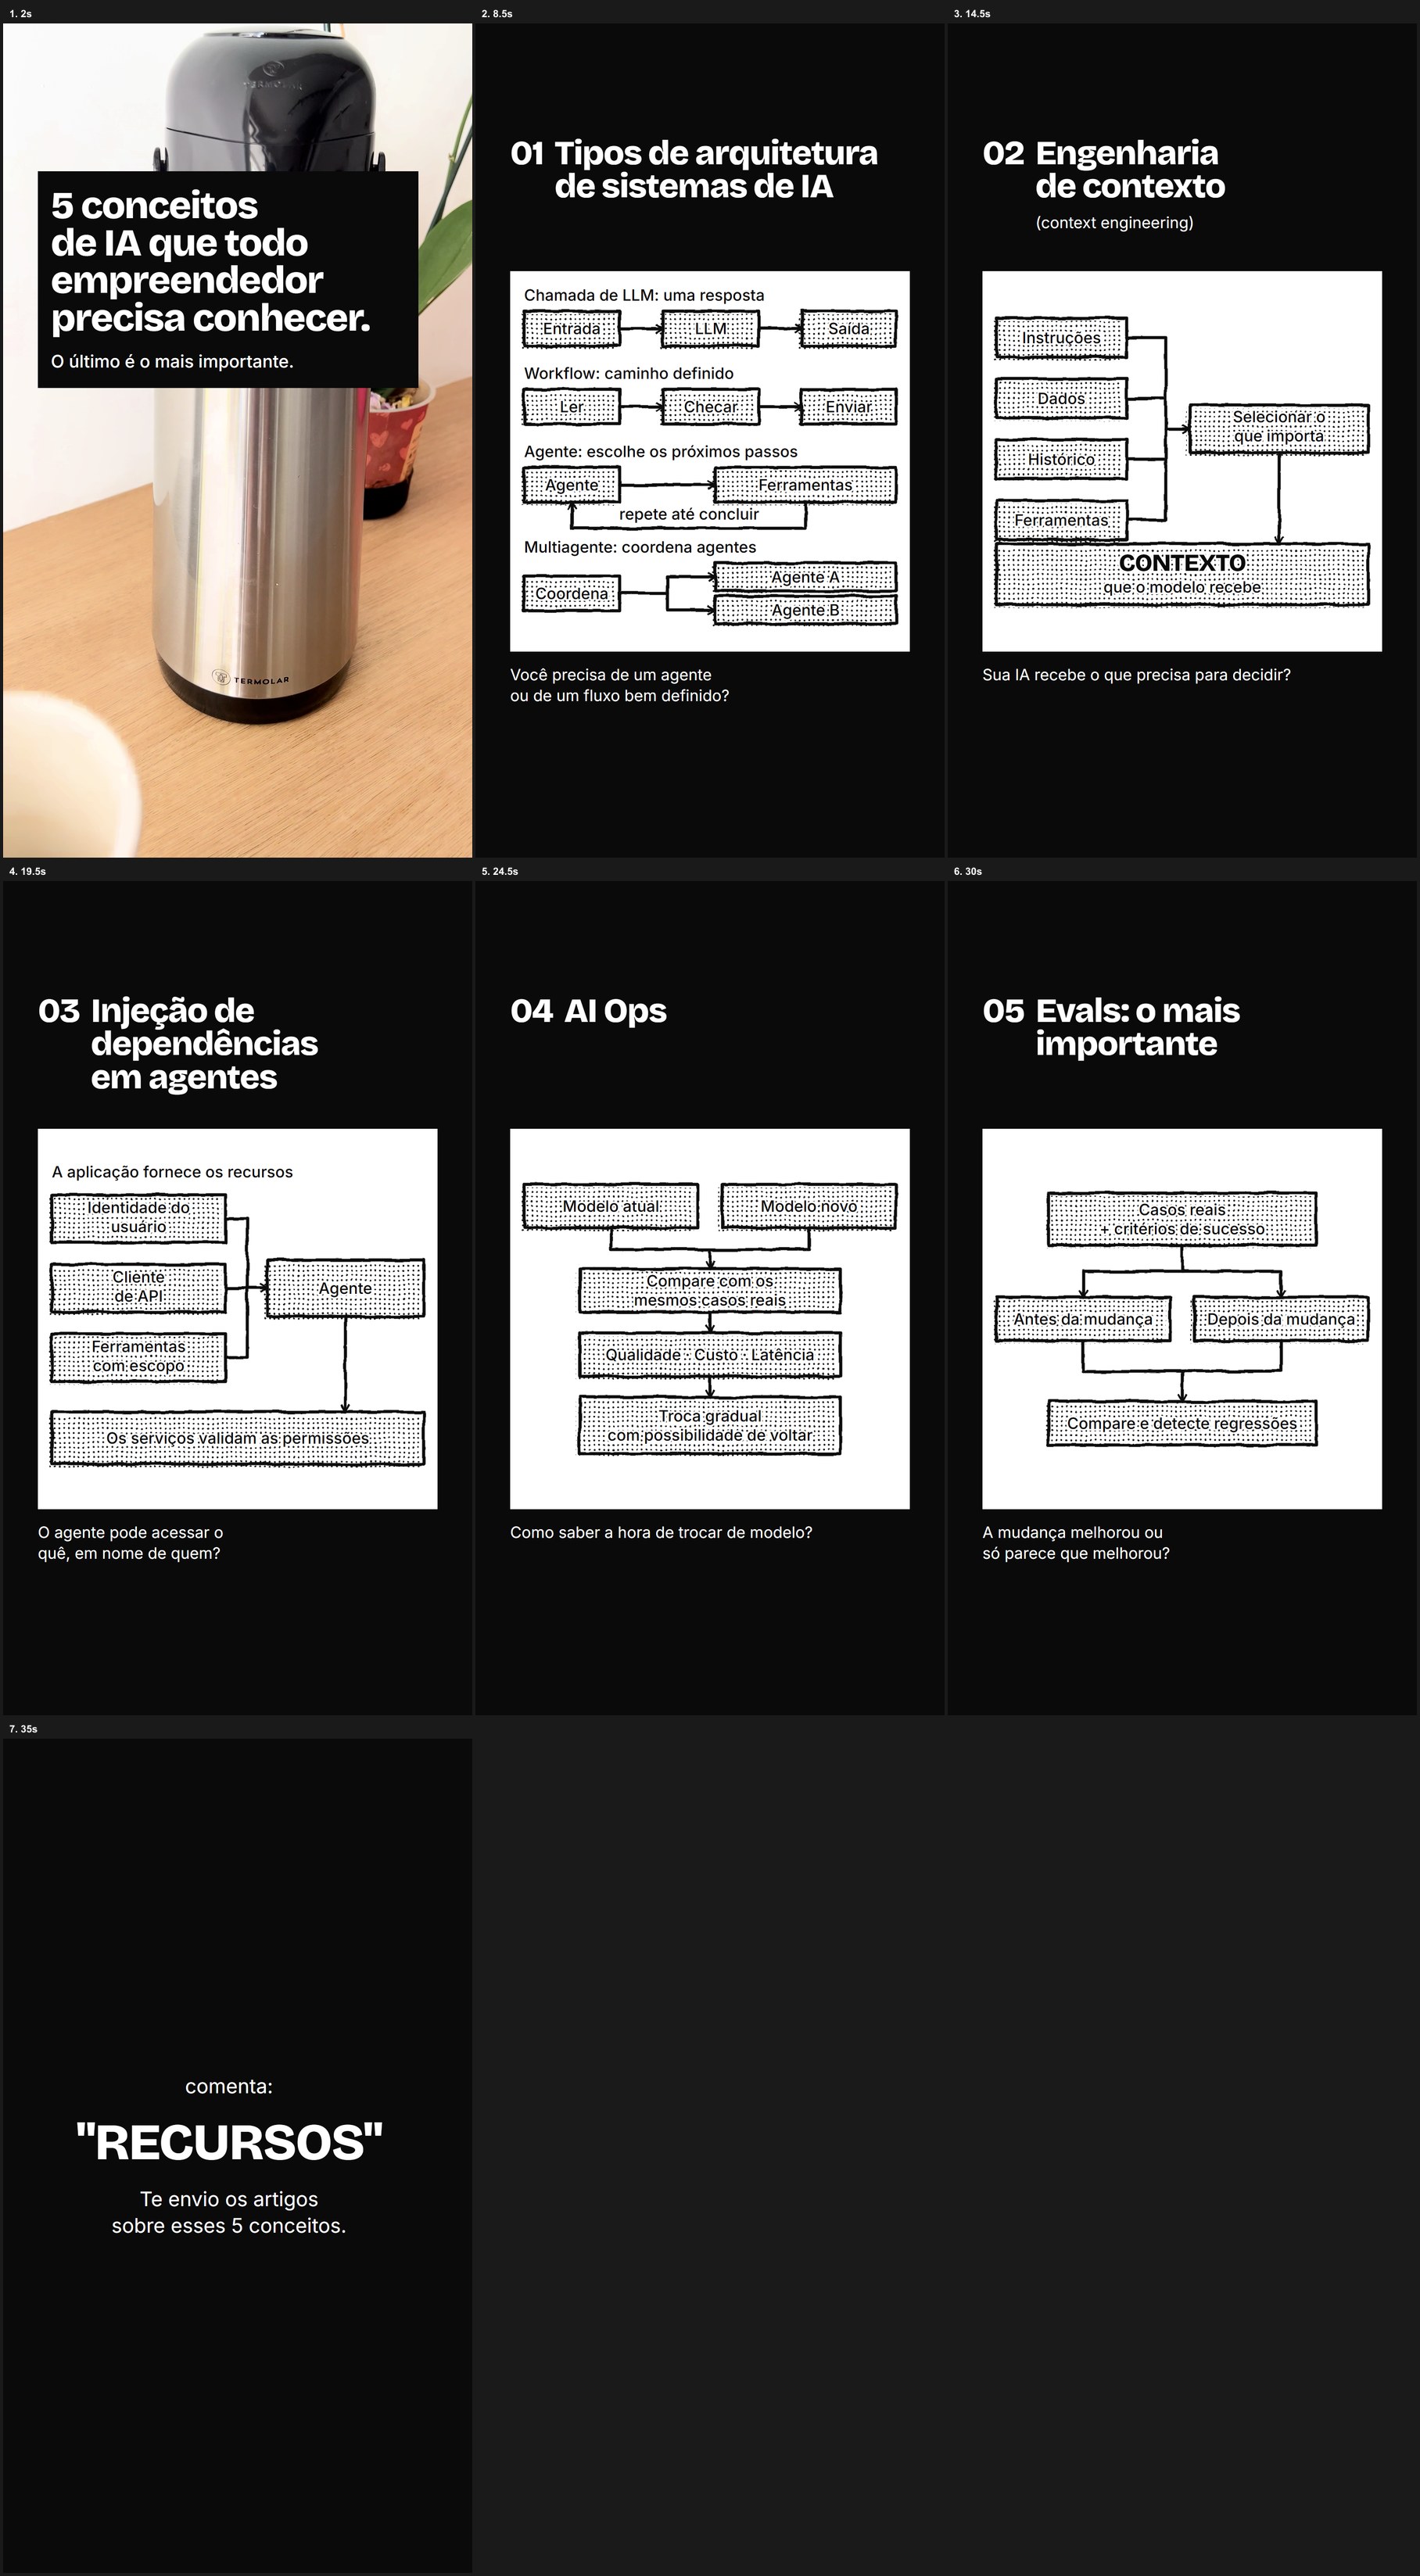 1. 2s
TERMOLAR
5 conceitos
de IA que todo
empreendedor
precisa conhecer.
O último é o mais importante.
TERMOLAR
2. 8.5s
01 Tipos de arquitetura
de sistemas de IA
Chamada de LLM: uma resposta
Entrada
LLM
Saída
Workflow: caminho definido
Ler
Checar
Enviar
Agente: escolhe os próximos passos
Agente
Ferramentas
repete até concluir
Multiagente: coordena agentes
Coordena
Agente A
Agente B
Você precisa de um agente
ou de um fluxo bem definido?
3. 14.5s
02 Engenharia
de contexto
(context engineering)
Instruções
Dados
Histórico
Ferramentas
Selecionar o
que importa
CONTEXTO
que o modelo recebe
Sua IA recebe o que precisa para decidir?
4. 19.5s
03 Injeção de
dependências
em agentes
A aplicação fornece os recursos
Identidade do
usuário
Cliente
de API
Ferramentas
com escopo
Agente
Os serviços validam as permissões
O agente pode acessar o
quê, em nome de quem?
5. 24.5s
04 AI Ops
Modelo atual
Modelo novo
Compare com os
mesmos casos reais
Qualidade · Custo · Latência
Troca gradual
com possibilidade de voltar
Como saber a hora de trocar de modelo?
6. 30s
05 Evals: o mais
importante
Casos reais
+ critérios de sucesso
Antes da mudança
Depois da mudança
Compare e detecte regressões
A mudança melhorou ou
só parece que melhorou?
7. 35s
comenta:
"RECURSOS"
Te envio os artigos
sobre esses 5 conceitos.